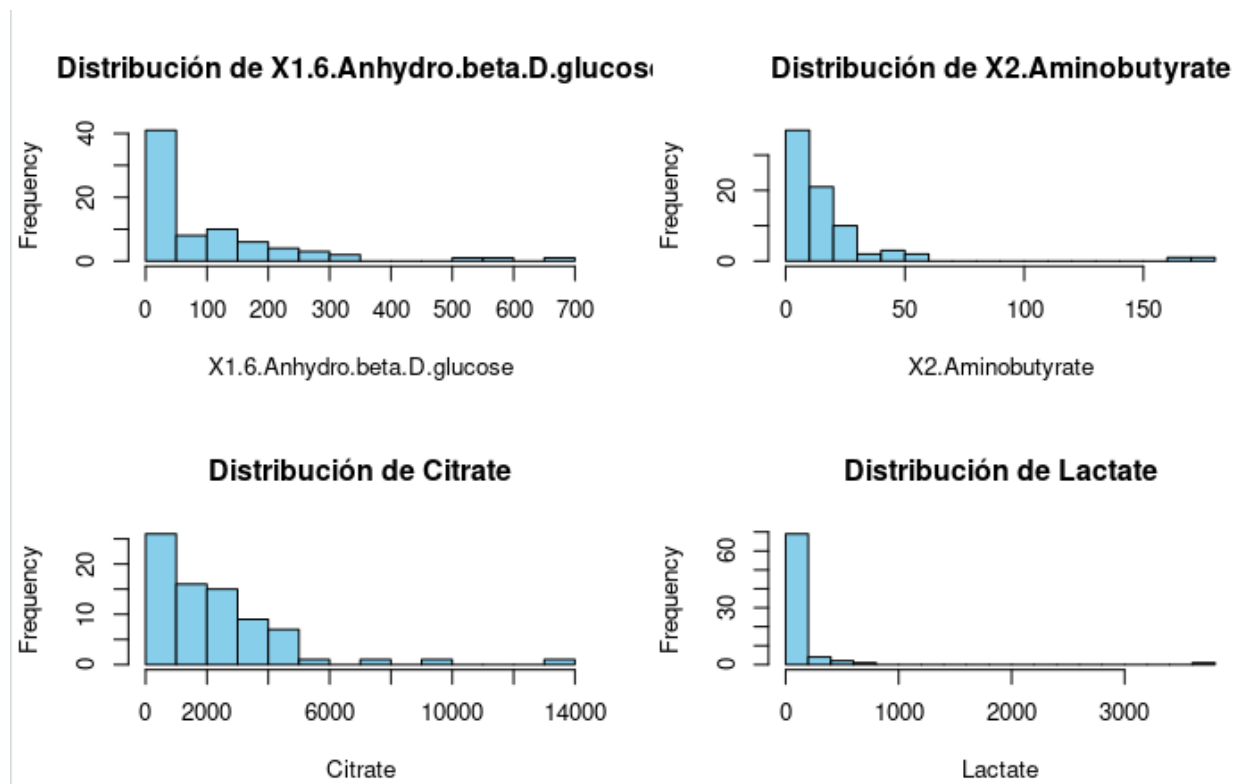 Distribución de X1.6.Anhydro.beta.D.glucos
Frequency
40
20
0
0 100 200 300 400 500 600 700
X1.6.Anhydro.beta.D.glucose
Distribución de X2.Aminobutyrate
Frequency
20
0
0 50 100 150
X2.Aminobutyrate
Distribución de Citrate
Frequency
20
10
0
0 2000 6000 10000 14000
Citrate
Distribución de Lactate
Frequency
60
30
0
0 1000 2000 3000
Lactate